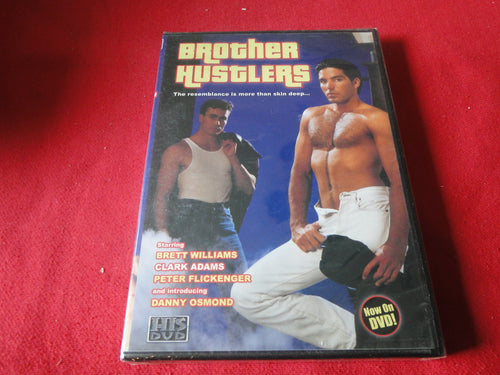 BROTHER
HUSTLERS
The resemblance is more than skin deep...
Starring
BRETT WILLIAMS
CLARK ADAMS
PETER FLICKENGER
and introducing
DANNY OSMOND
HIS
DVD
Now On
DVD!